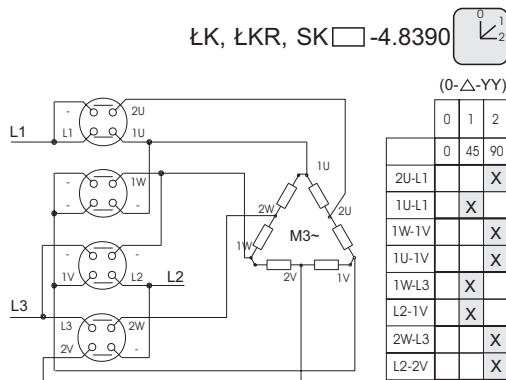 ŁK, ŁKR, SK□ -4.8390
0 1 2
(0-△-YY)
0 1 2
0 45 90
2U-L1 X
1U-L1 X
1W-1V X
1U-1V X
1W-L3 X
L2-1V X
2W-L3 X
L2-2V X
- 2U
L1 L1 1U
- 1W
- -
- -
1V L2 L2
L3 L3 2W
2V -
1U
2W 2U
1W M3~
2V 1V